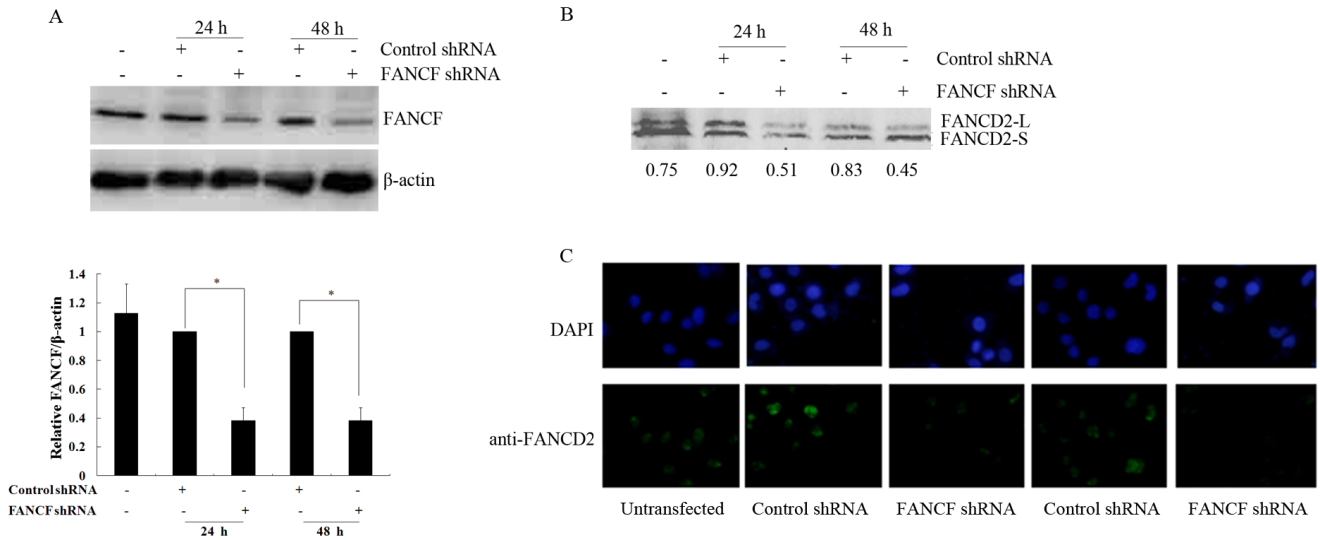 A
24 h 48 h
- + - + - Control shRNA
- - + - + FANCF shRNA
FANCF
β-actin
B
24 h 48 h
- + - + - Control shRNA
- - + - + FANCF shRNA
FANCD2-L
FANCD2-S
0.75 0.92 0.51 0.83 0.45
Relative FANCF/β-actin
1.4
1.2
1
0.8
0.6
0.4
0.2
0
* *
Control shRNA - + - + -
FANCF shRNA - - + - +
24 h 48 h
C
DAPI
anti-FANCD2
Untransfected Control shRNA FANCF shRNA Control shRNA FANCF shRNA